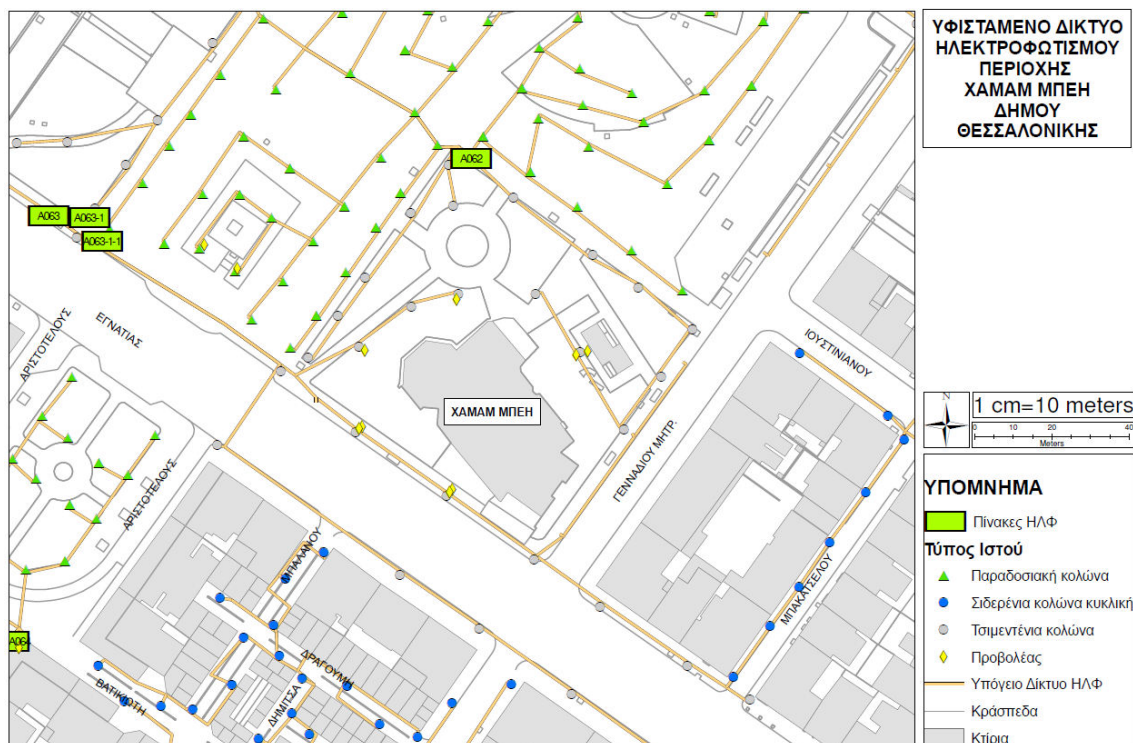 ΥΦΙΣΤΑΜΕΝΟ ΔΙΚΤΥΟ
ΗΛΕΚΤΡΟΦΩΤΙΣΜΟΥ
ΠΕΡΙΟΧΗΣ
ΧΑΜΑΜ ΜΠΕΗ
ΔΗΜΟΥ
ΘΕΣΣΑΛΟΝΙΚΗΣ
A062
A063
A063-1
A063-1-1
ΕΓΝΑΤΙΑΣ
ΑΡΙΣΤΟΤΕΛΟΥΣ
ΙΟΥΣΤΙΝΙΑΝΟΥ
ΧΑΜΑΜ ΜΠΕΗ
ΓΕΝΝΑΔΙΟΥ ΜΗΤΡ.
ΑΡΙΣΤΟΤΕΛΟΥΣ
ΜΠΑΛΑΝΟΥ
ΜΠΑΚΑΤΣΕΛΟΥ
A064
ΔΡΑΓΟΥΜΗ
ΒΑΤΙΚΙΩΤΗ
ΔΗΜΗΤΣΑ
N
1 cm=10 meters
0 10 20 40
Meters
ΥΠΟΜΝΗΜΑ
Πίνακες ΗΛΦ
Τύπος Ιστού
Παραδοσιακή κολώνα
Σιδερένια κολώνα κυκλική
Τσιμεντένια κολώνα
Προβολέας
Υπόγειο Δίκτυο ΗΛΦ
Κράσπεδα
Κτίρια